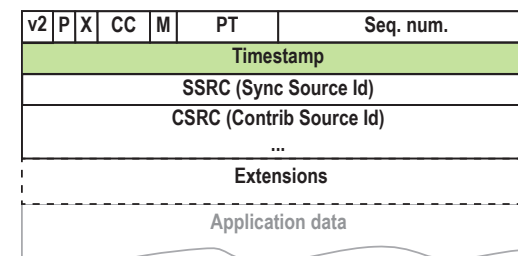 v2 P X CC M PT Seq. num.
Timestamp
SSRC (Sync Source Id)
CSRC (Contrib Source Id)
...
Extensions
Application data